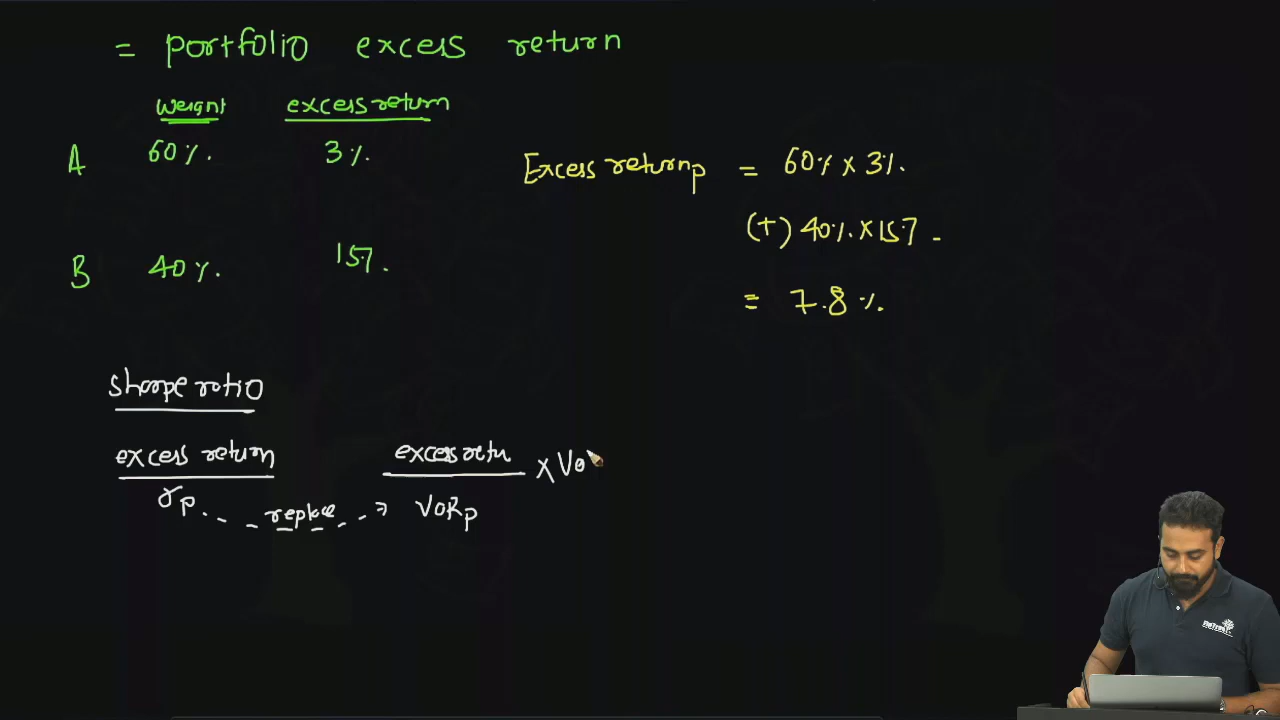 = portfolio excess return
weight excess return
A 60%. 3%.
Excess returnp = 60% x 3%.
(+) 40%. x 15%.
B 40%. 15%.
= 7.8%.
sharpe ratio
excess return excess retu x Vo
σp. replace VORp